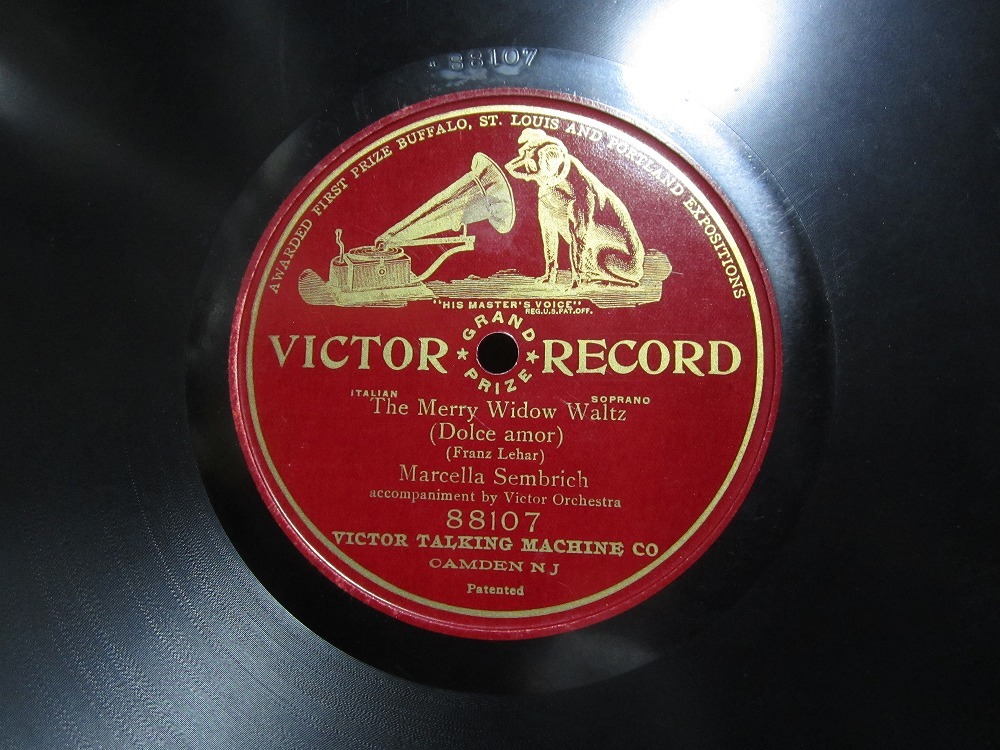 88107
AWARDED FIRST PRIZE BUFFALO, ST. LOUIS AND PORTLAND EXPOSITIONS
"HIS MASTER'S VOICE"
REG.U.S.PAT.OFF.
GRAND
VICTOR RECORD
PRIZE
ITALIAN SOPRANO
The Merry Widow Waltz
(Dolce amor)
(Franz Lehar)
Marcella Sembrich
accompaniment by Victor Orchestra
88107
VICTOR TALKING MACHINE CO
CAMDEN N J
Patented